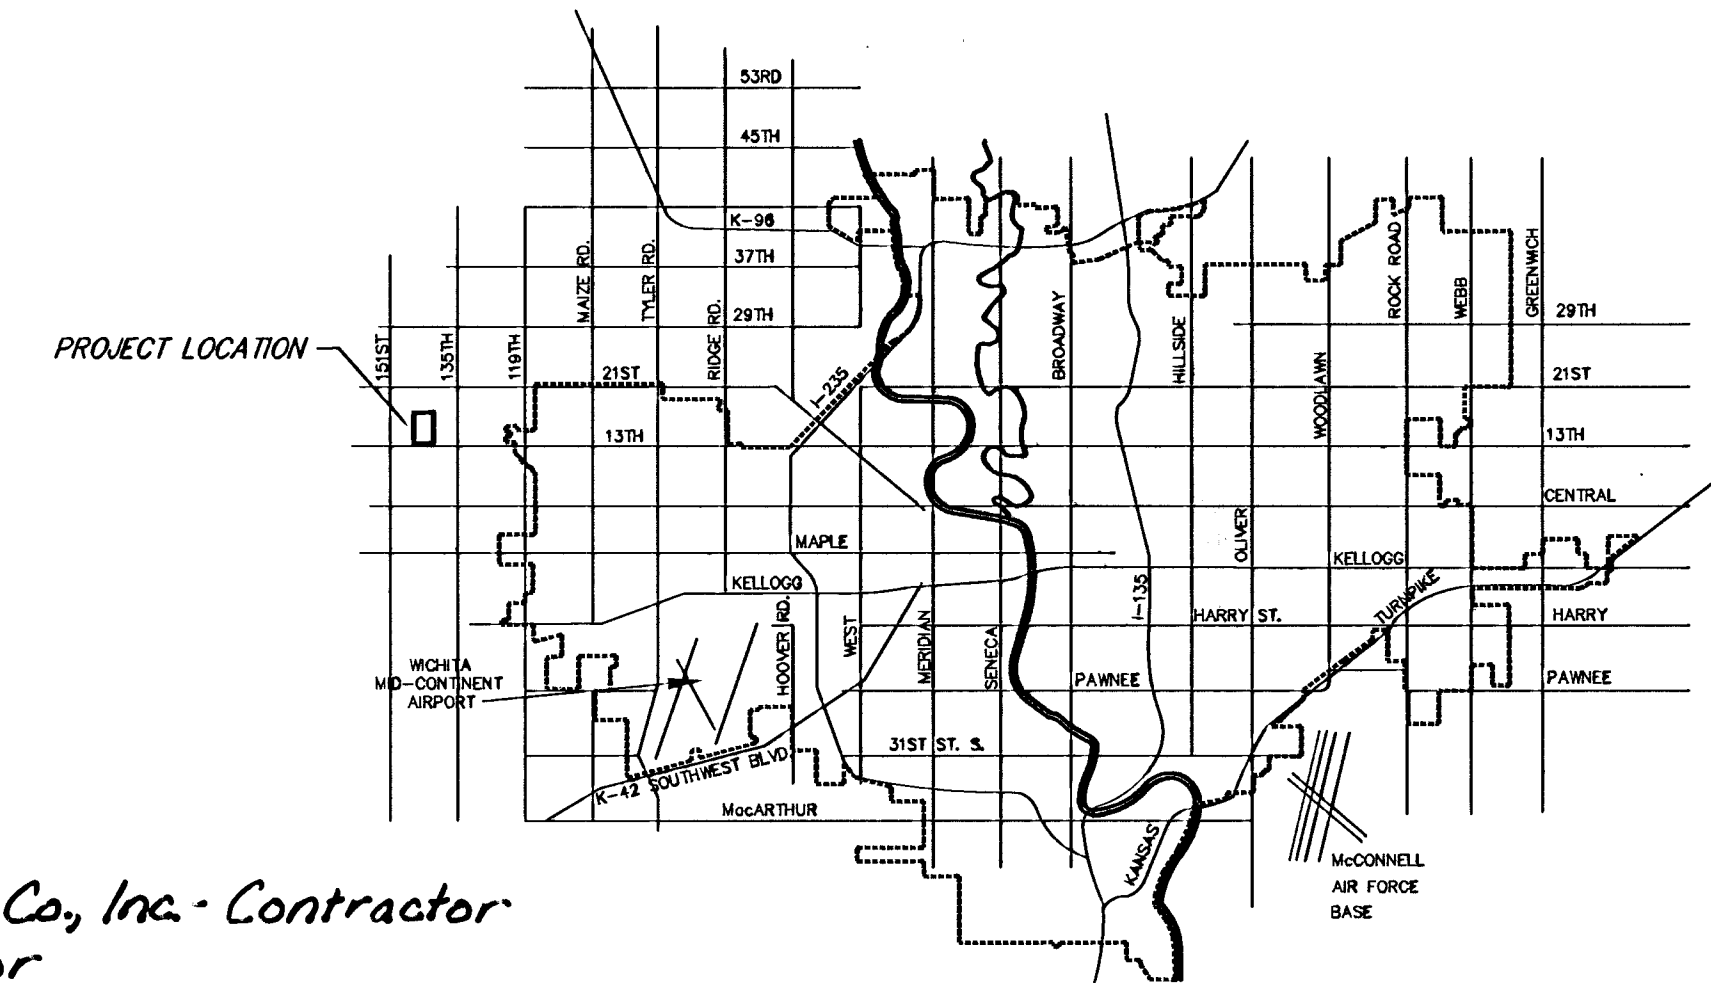 53RD
45TH
K-96
37TH
29TH
MAIZE RD.
TYLER RD.
RIDGE RD.
PROJECT LOCATION
151ST
135TH
119TH
21ST
I-235
13TH
BROADWAY
HILLSIDE
WOODLAWN
ROCK ROAD
WEBB
GREENWICH
29TH
21ST
13TH
CENTRAL
OLIVER
MAPLE
KELLOGG
KELLOGG
TURNPIKE
I-135
HARRY ST.
HARRY
HOOVER RD.
WEST
MERIDIAN
SENECA
PAWNEE
PAWNEE
WICHITA
MID-CONTINENT
AIRPORT
31ST ST. S.
K-42 SOUTHWEST BLVD.
MacARTHUR
KANSAS
McCONNELL
AIR FORCE
BASE
Co., Inc. - Contractor
or